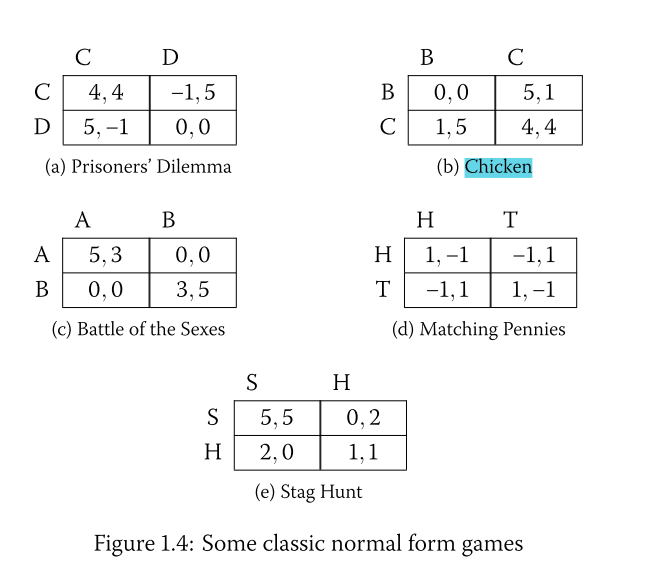 C D
C 4, 4 –1, 5
D 5, –1 0, 0
(a) Prisoners’ Dilemma
B C
B 0, 0 5, 1
C 1, 5 4, 4
(b) Chicken
A B
A 5, 3 0, 0
B 0, 0 3, 5
(c) Battle of the Sexes
H T
H 1, –1 –1, 1
T –1, 1 1, –1
(d) Matching Pennies
S H
S 5, 5 0, 2
H 2, 0 1, 1
(e) Stag Hunt
Figure 1.4: Some classic normal form games